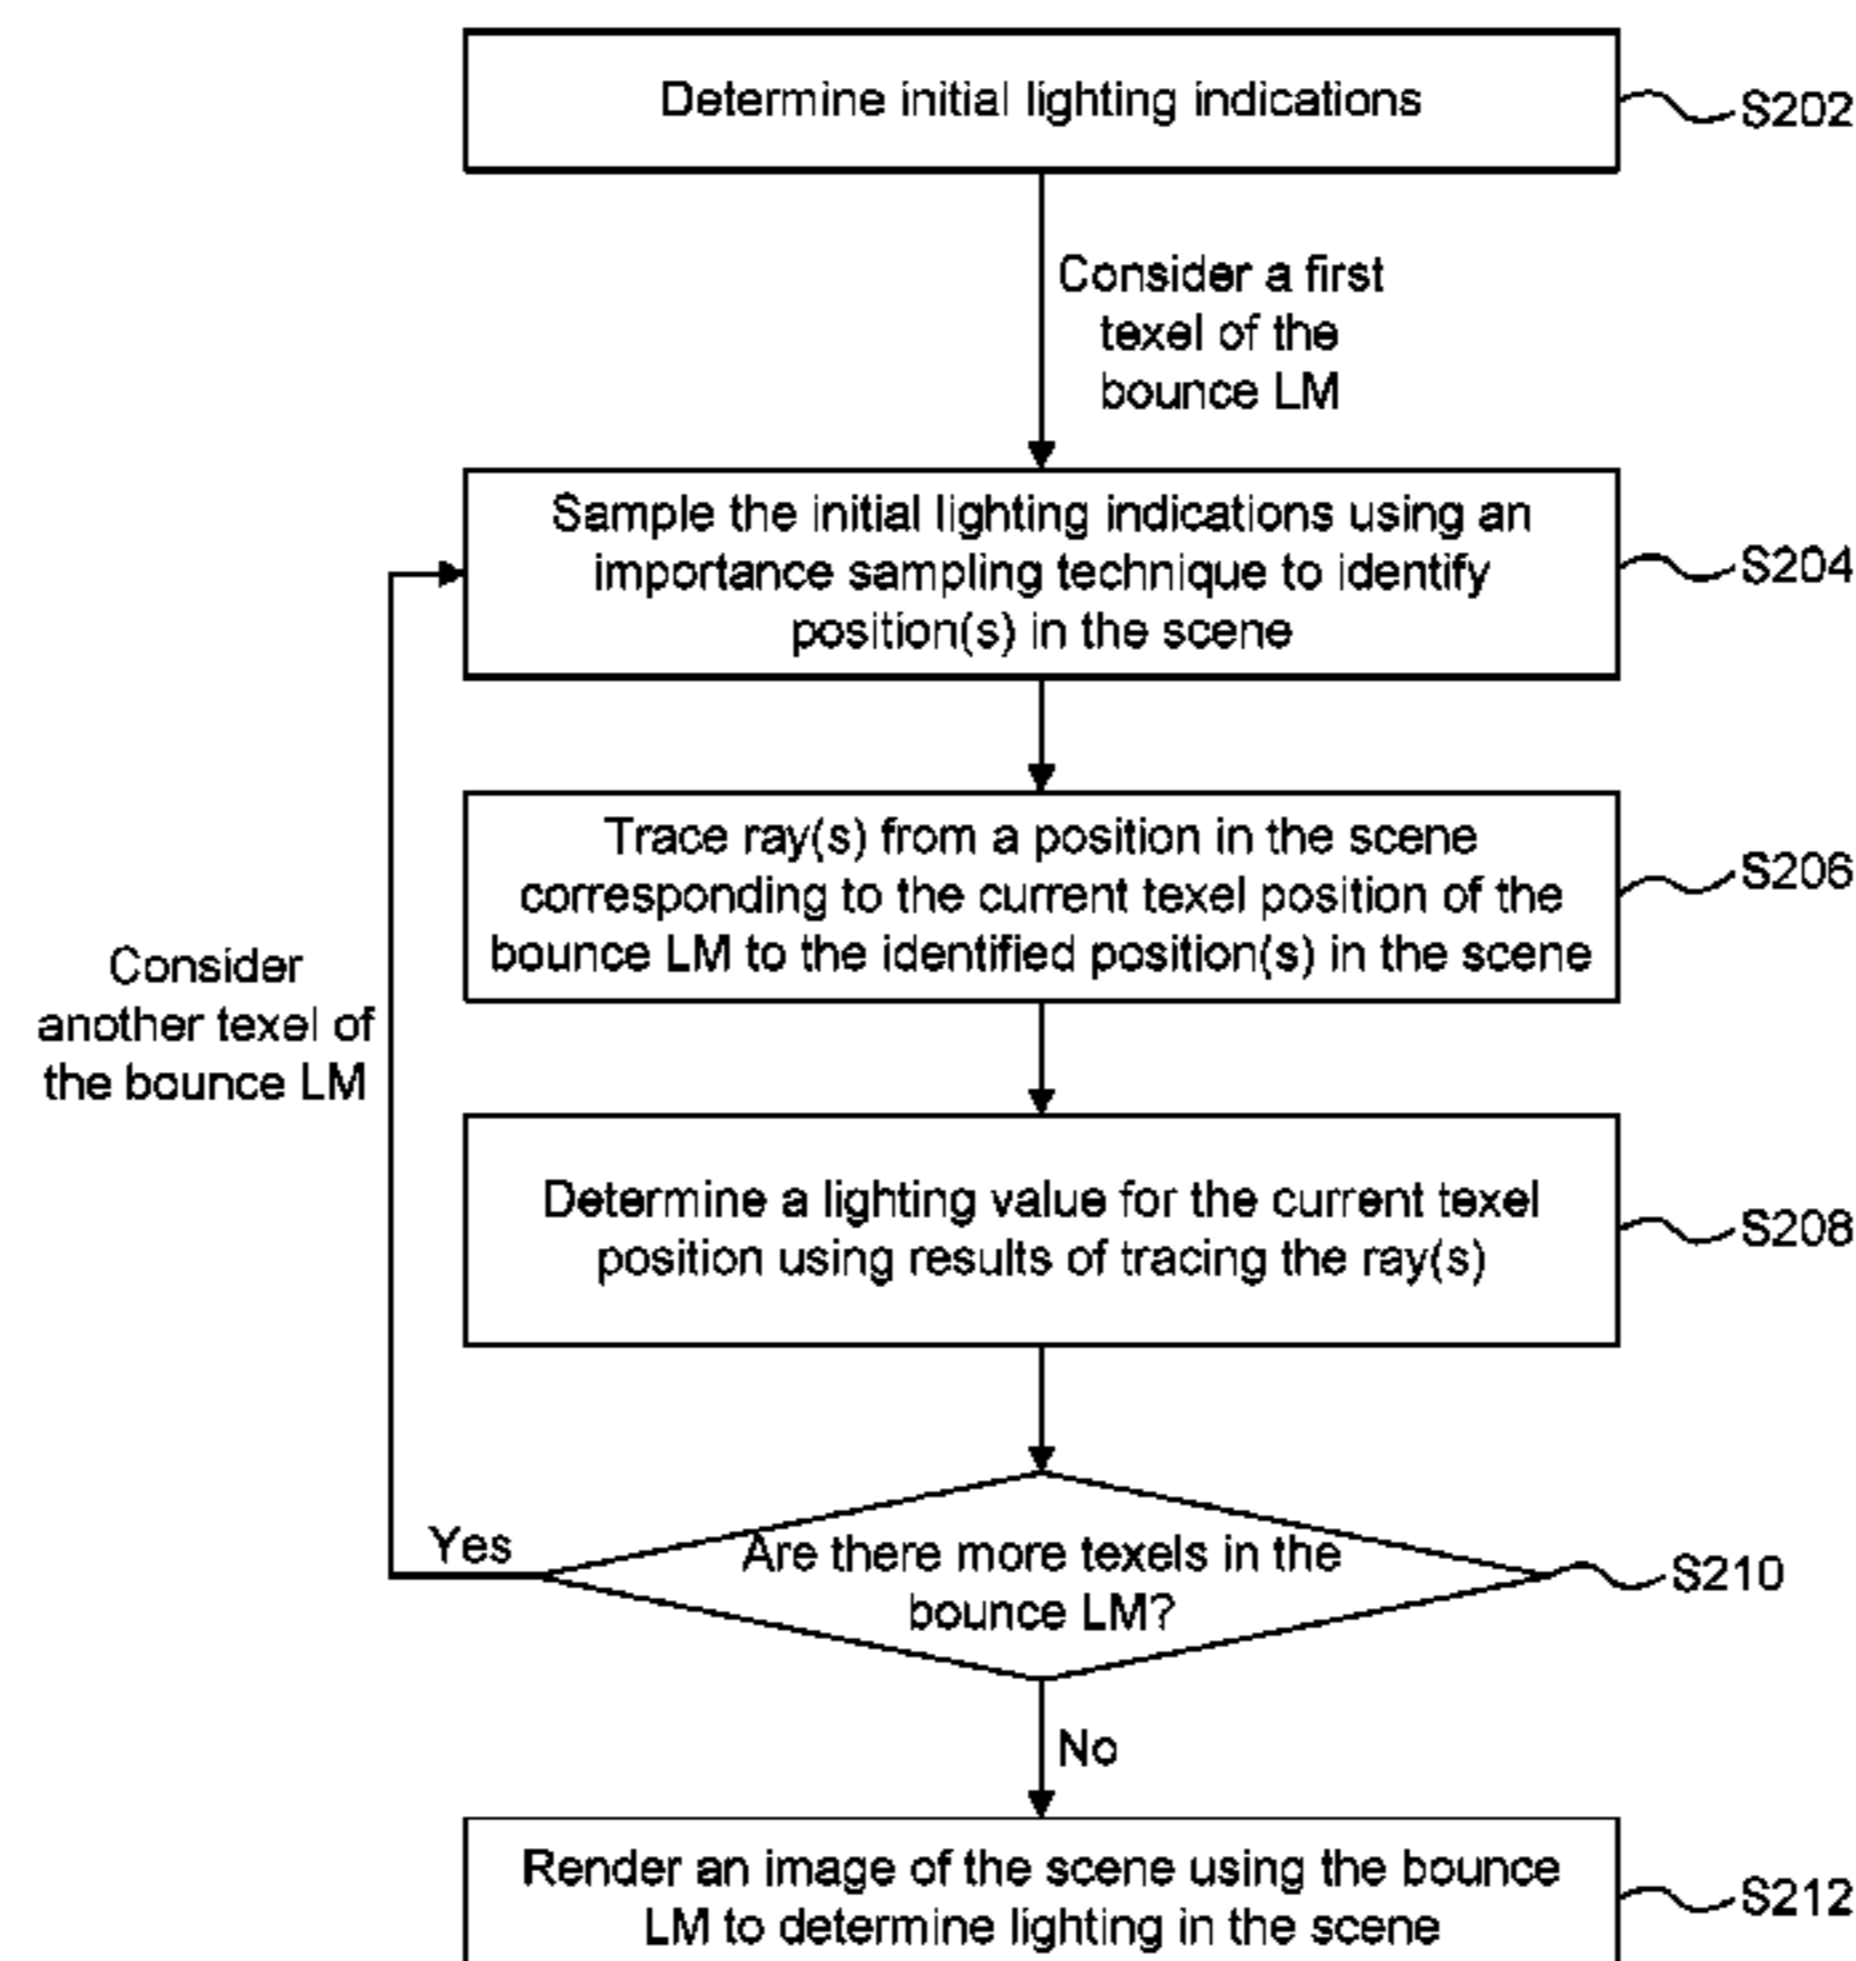 Determine initial lighting indications
S202
Consider a first
texel of the
bounce LM
Sample the initial lighting indications using an
importance sampling technique to identify
position(s) in the scene
S204
Trace ray(s) from a position in the scene
corresponding to the current texel position of the
bounce LM to the identified position(s) in the scene
S206
Consider
another texel of
the bounce LM
Determine a lighting value for the current texel
position using results of tracing the ray(s)
S208
Yes
Are there more texels in the
bounce LM?
S210
No
Render an image of the scene using the bounce
LM to determine lighting in the scene
S212